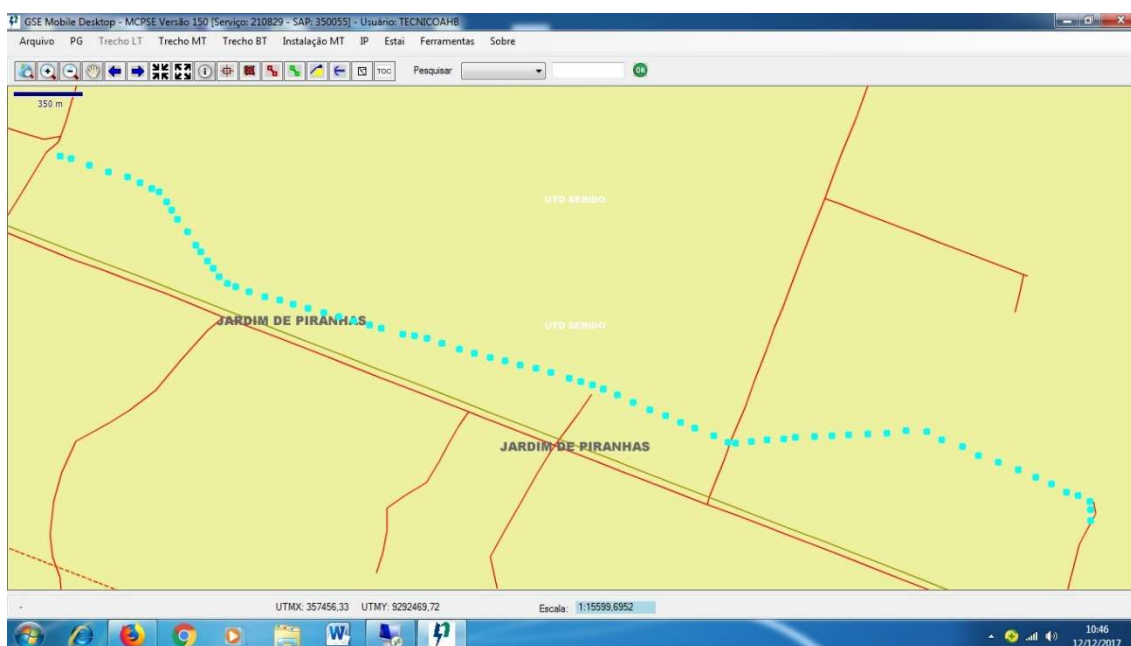 GSE Mobile Desktop - MCPSE Versão 150 [Serviço: 210829 - SAP: 350055] - Usuário: TECNICOAHB
Arquivo PG Trecho LT Trecho MT Trecho BT Instalação MT IP Estai Ferramentas Sobre
TOC Pesquisar OK
350 m
UTD SERIDO
JARDIM DE PIRANHAS
UTD SERIDO
JARDIM DE PIRANHAS
- UTMX: 357456,33 UTMY: 9292469,72 Escala: 1:15599,6952
10:46
12/12/2017